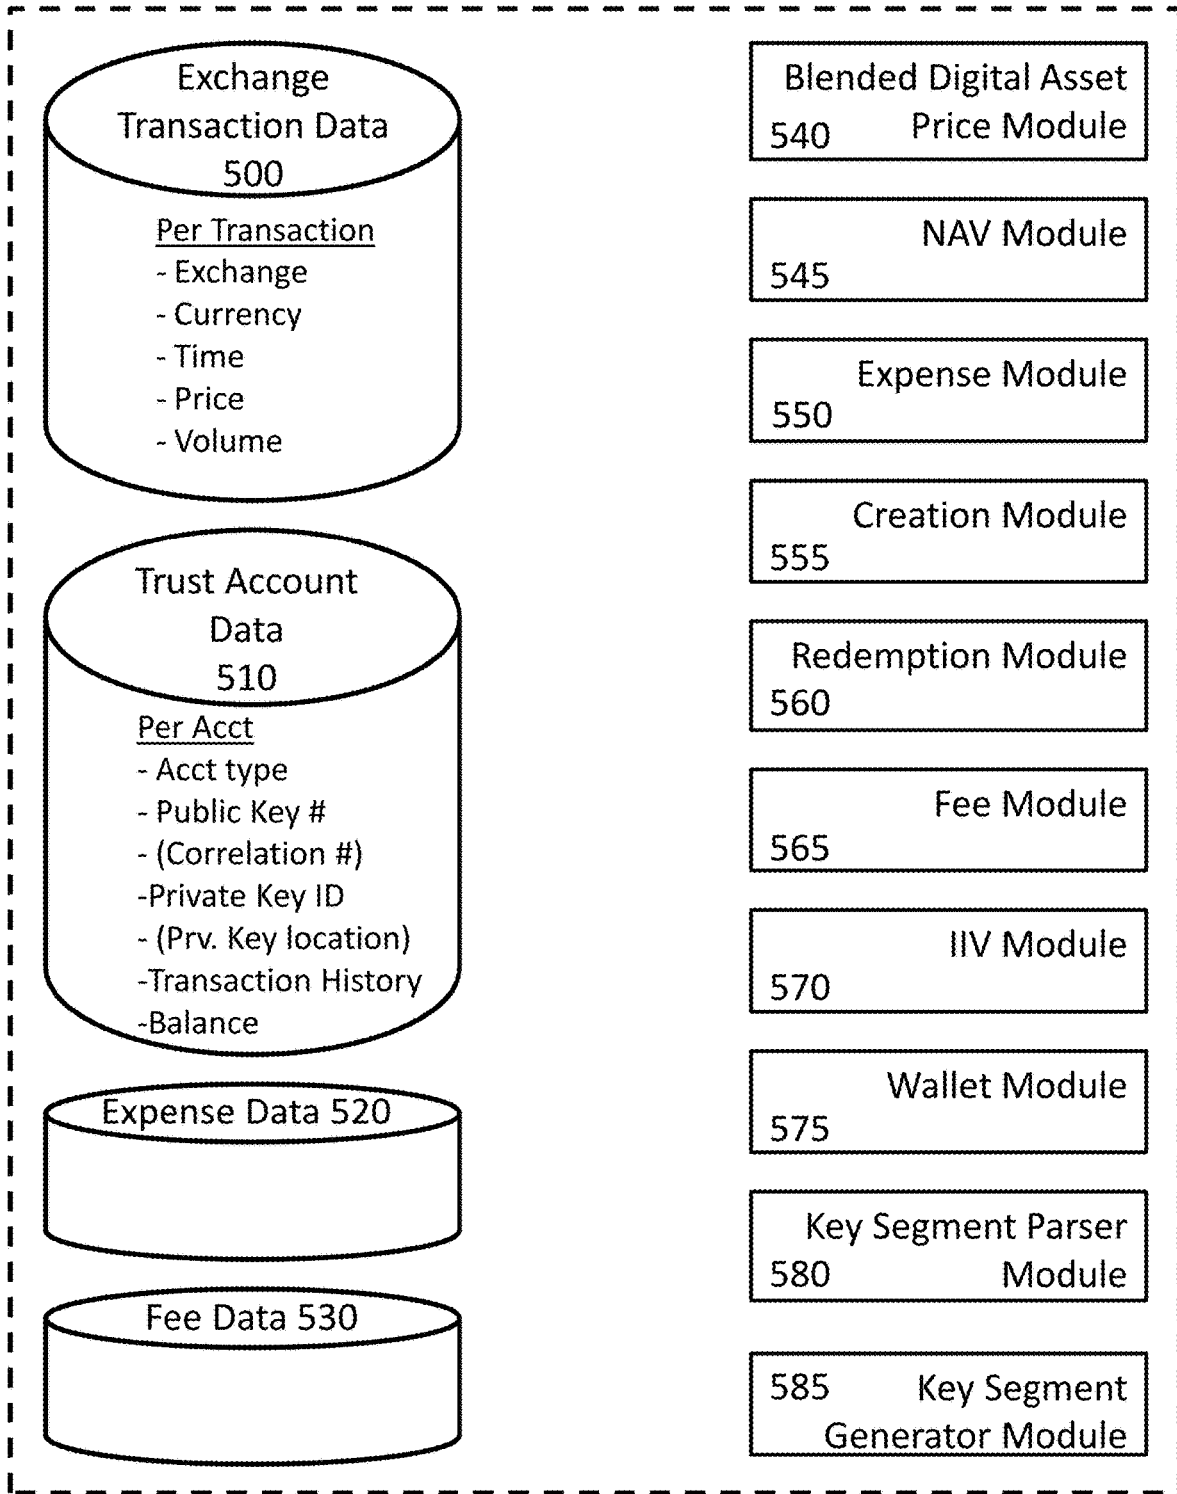 Exchange
Transaction Data
500
Per Transaction
- Exchange
- Currency
- Time
- Price
- Volume
Trust Account
Data
510
Per Acct
- Acct type
- Public Key #
- (Correlation #)
-Private Key ID
- (Prv. Key location)
-Transaction History
-Balance
Expense Data 520
Fee Data 530
Blended Digital Asset
540 Price Module
NAV Module
545
Expense Module
550
Creation Module
555
Redemption Module
560
Fee Module
565
IIV Module
570
Wallet Module
575
Key Segment Parser
580 Module
585 Key Segment
Generator Module